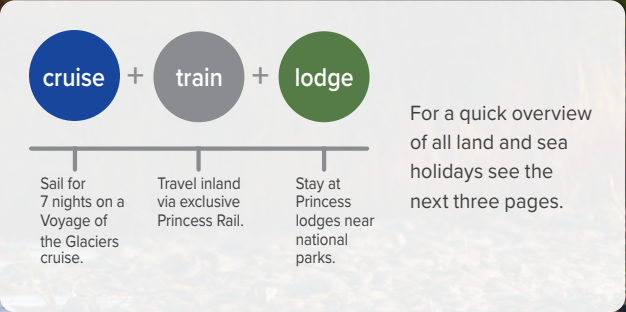 cruise + train + lodge
Sail for
7 nights on a
Voyage of
the Glaciers
cruise.
Travel inland
via exclusive
Princess Rail.
Stay at
Princess
lodges near
national
parks.
For a quick overview
of all land and sea
holidays see the
next three pages.